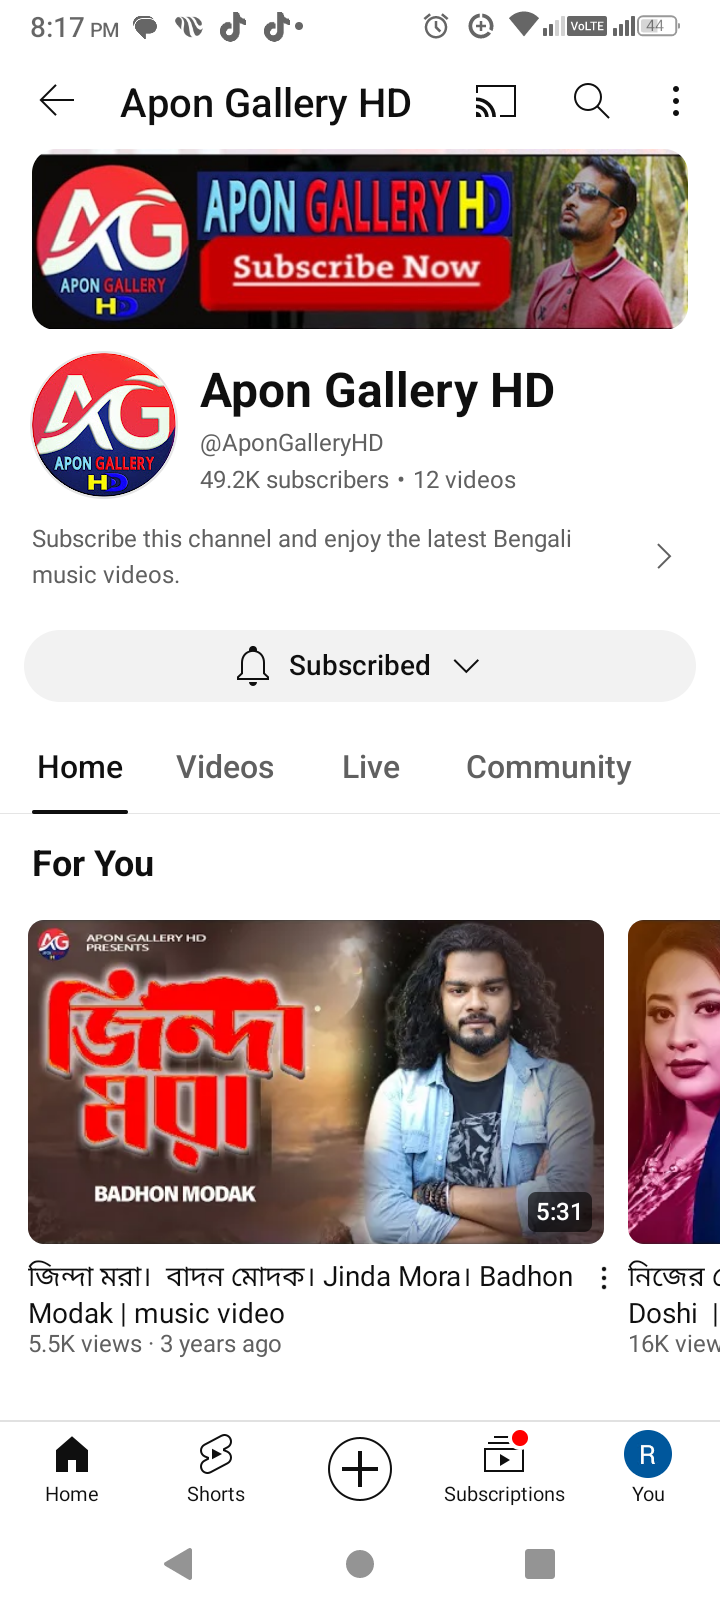 8:17 PM
VoLTE
44
Apon Gallery HD
AG
APON GALLERY
HD
APON GALLERY HD
Subscribe Now
AG
APON GALLERY
HD
Apon Gallery HD
@AponGalleryHD
49.2K subscribers • 12 videos
Subscribe this channel and enjoy the latest Bengali
music videos.
Subscribed
Home Videos Live Community
For You
AG
APON GALLERY HD
PRESENTS
জিন্দা
মরা
BADHON MODAK
5:31
জিন্দা মরা। বাদন মোদক। Jinda Mora। Badhon
Modak | music video
5.5K views · 3 years ago
নিজের
Doshi |
16K view
Home Shorts Subscriptions R You